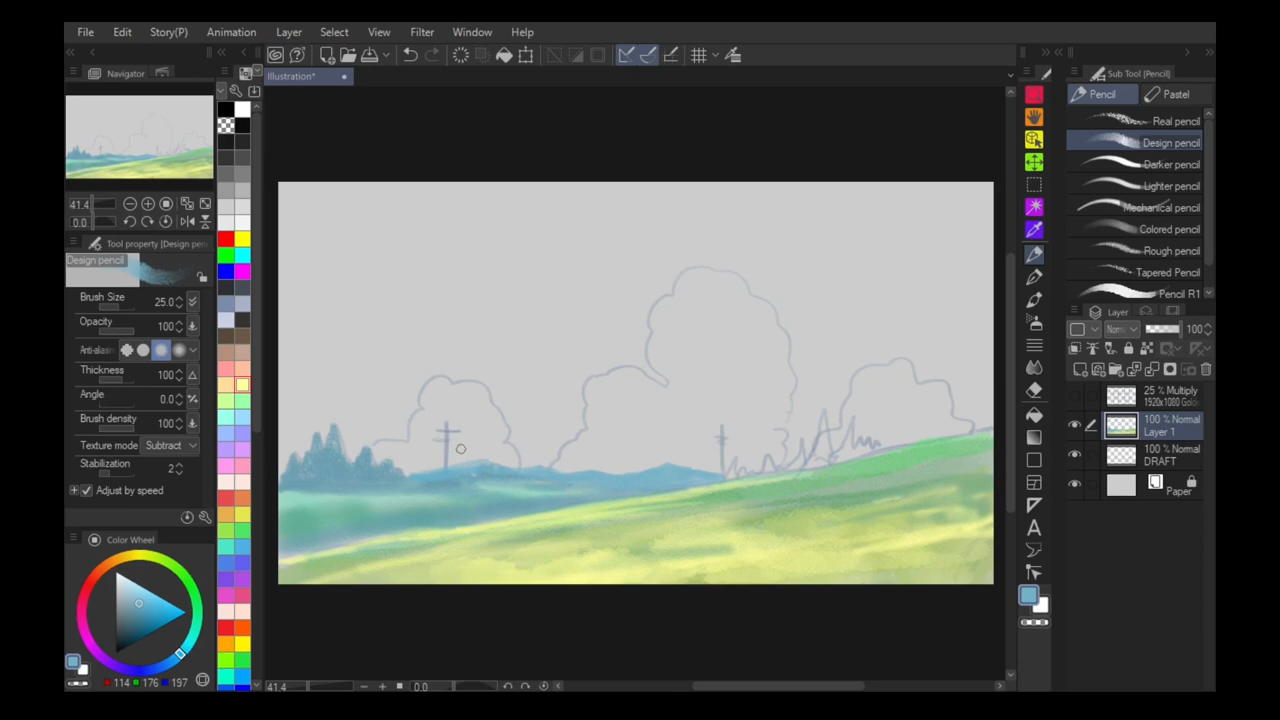 File Edit Story(P) Animation Layer Select View Filter Window Help
Illustration*
Navigator
41.4
0.0
Tool property [Design pen
Design pencil
Brush Size 25.0
Opacity 100
Anti-aliasin
Thickness 100
Angle 0.0
Brush density 100
Texture mode Subtract
Stabilization 2
Adjust by speed
Color Wheel
114 176 197
41.4 0.0
Sub Tool [Pencil]
Pencil Pastel
Real pencil
Design pencil
Darker pencil
Lighter pencil
Mechanical pencil
Colored pencil
Rough pencil
Tapered Pencil
Pencil R1
Layer
Norm 100
25 % Multiply
1920x1080 Golde
100 % Normal
Layer 1
100 % Normal
DRAFT
Paper